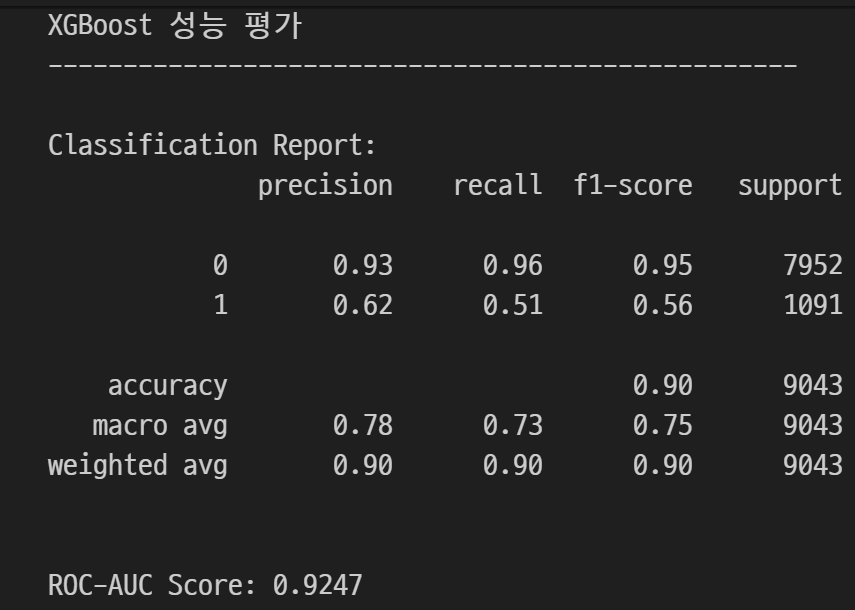 XGBoost 성능 평가
--------------------------------------------------
Classification Report:
              precision    recall  f1-score   support

           0       0.93      0.96      0.95      7952
           1       0.62      0.51      0.56      1091

    accuracy                           0.90      9043
   macro avg       0.78      0.73      0.75      9043
weighted avg       0.90      0.90      0.90      9043

ROC-AUC Score: 0.9247